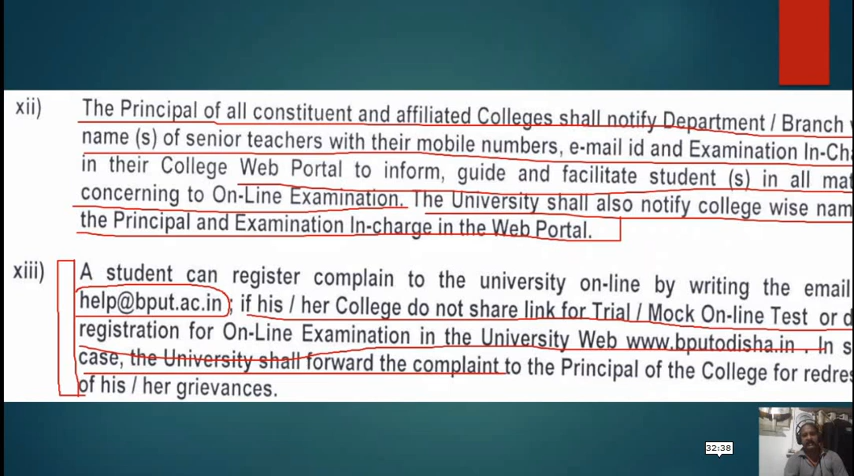 xii) The Principal of all constituent and affiliated Colleges shall notify Department / Branch
name (s) of senior teachers with their mobile numbers, e-mail id and Examination
in their College Web Portal to inform, guide and facilitate student (s) in all
concerning to On-Line Examination. The University shall also notify college wise
the Principal and Examination In-charge in the Web Portal.
xiii) A student can register complain to the university on-line by writing the email
help@bput.ac.in ; if his / her College do not share link for Trial / Mock On-line Test or
registration for On-Line Examination in the University Web www.bputodisha.in . In
case, the University shall forward the complaint to the Principal of the College for
of his / her grievances.
32:38